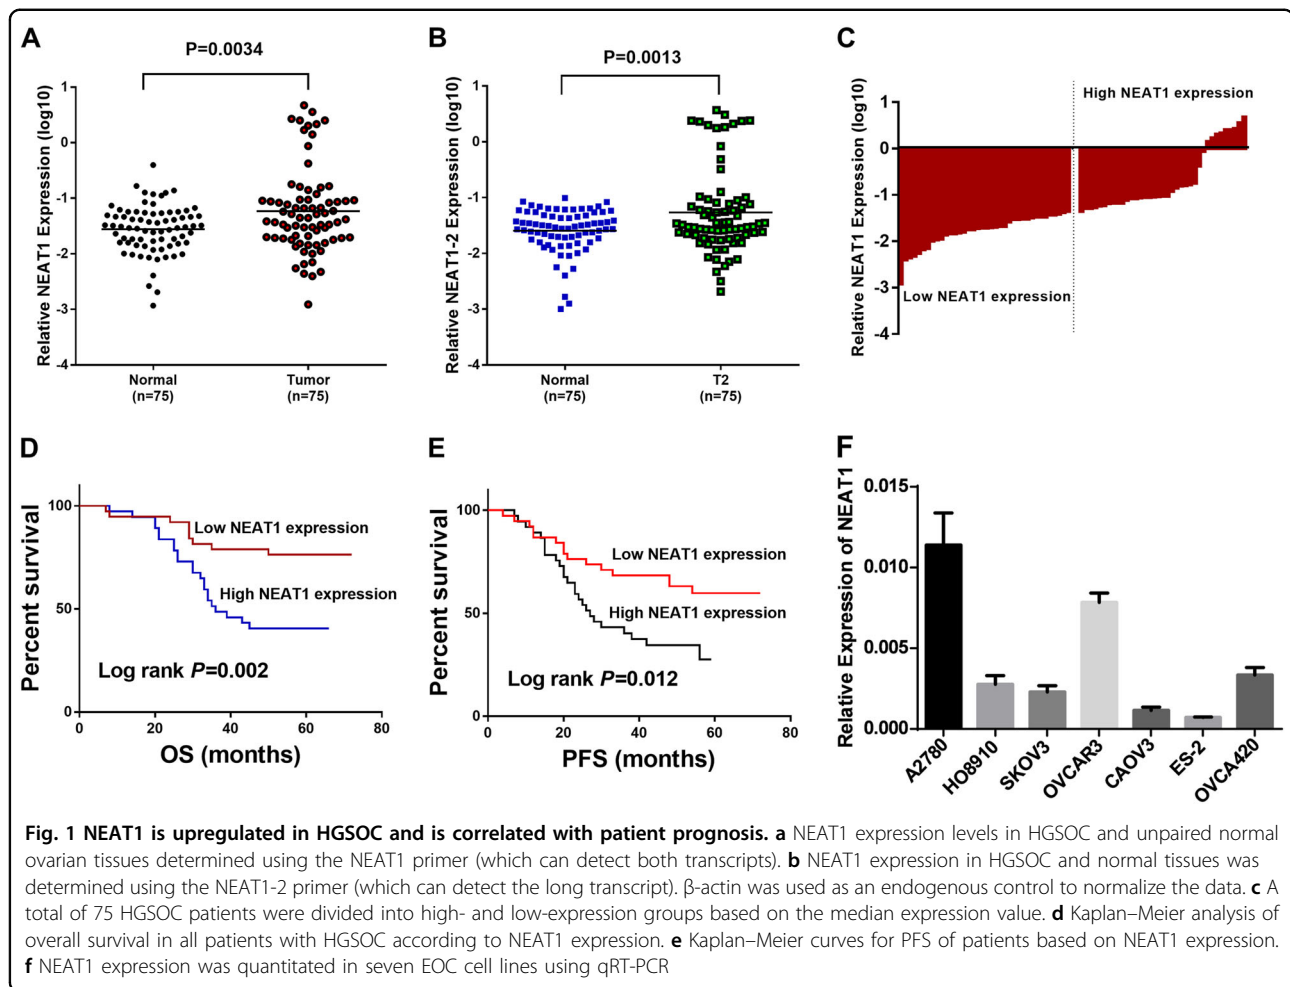 A
P=0.0034
Relative NEAT1 Expression (log10)
1
0
-1
-2
-3
-4
Normal
(n=75)
Tumor
(n=75)
B
P=0.0013
Relative NEAT1-2 Expression (log10)
1
0
-1
-2
-3
-4
Normal
(n=75)
T2
(n=75)
C
High NEAT1 expression
Relative NEAT1 Expression (log10)
1
0
-1
-2
-3
-4
Low NEAT1 expression
D
Percent survival
100
50
0
Low NEAT1 expression
High NEAT1 expression
Log rank P=0.002
0
20
40
60
80
OS (months)
E
Percent survival
100
50
0
Low NEAT1 expression
High NEAT1 expression
Log rank P=0.012
0
20
40
60
80
PFS (months)
F
Relative Expression of NEAT1
0.015
0.010
0.005
0.000
A2780
HO8910
SKOV3
OVCAR3
CAOV3
ES-2
OVCA420
Fig. 1 NEAT1 is upregulated in HGSOC and is correlated with patient prognosis. a NEAT1 expression levels in HGSOC and unpaired normal
ovarian tissues determined using the NEAT1 primer (which can detect both transcripts). b NEAT1 expression in HGSOC and normal tissues was
determined using the NEAT1-2 primer (which can detect the long transcript). β-actin was used as an endogenous control to normalize the data. c A
total of 75 HGSOC patients were divided into high- and low-expression groups based on the median expression value. d Kaplan–Meier analysis of
overall survival in all patients with HGSOC according to NEAT1 expression. e Kaplan–Meier curves for PFS of patients based on NEAT1 expression.
f NEAT1 expression was quantitated in seven EOC cell lines using qRT-PCR